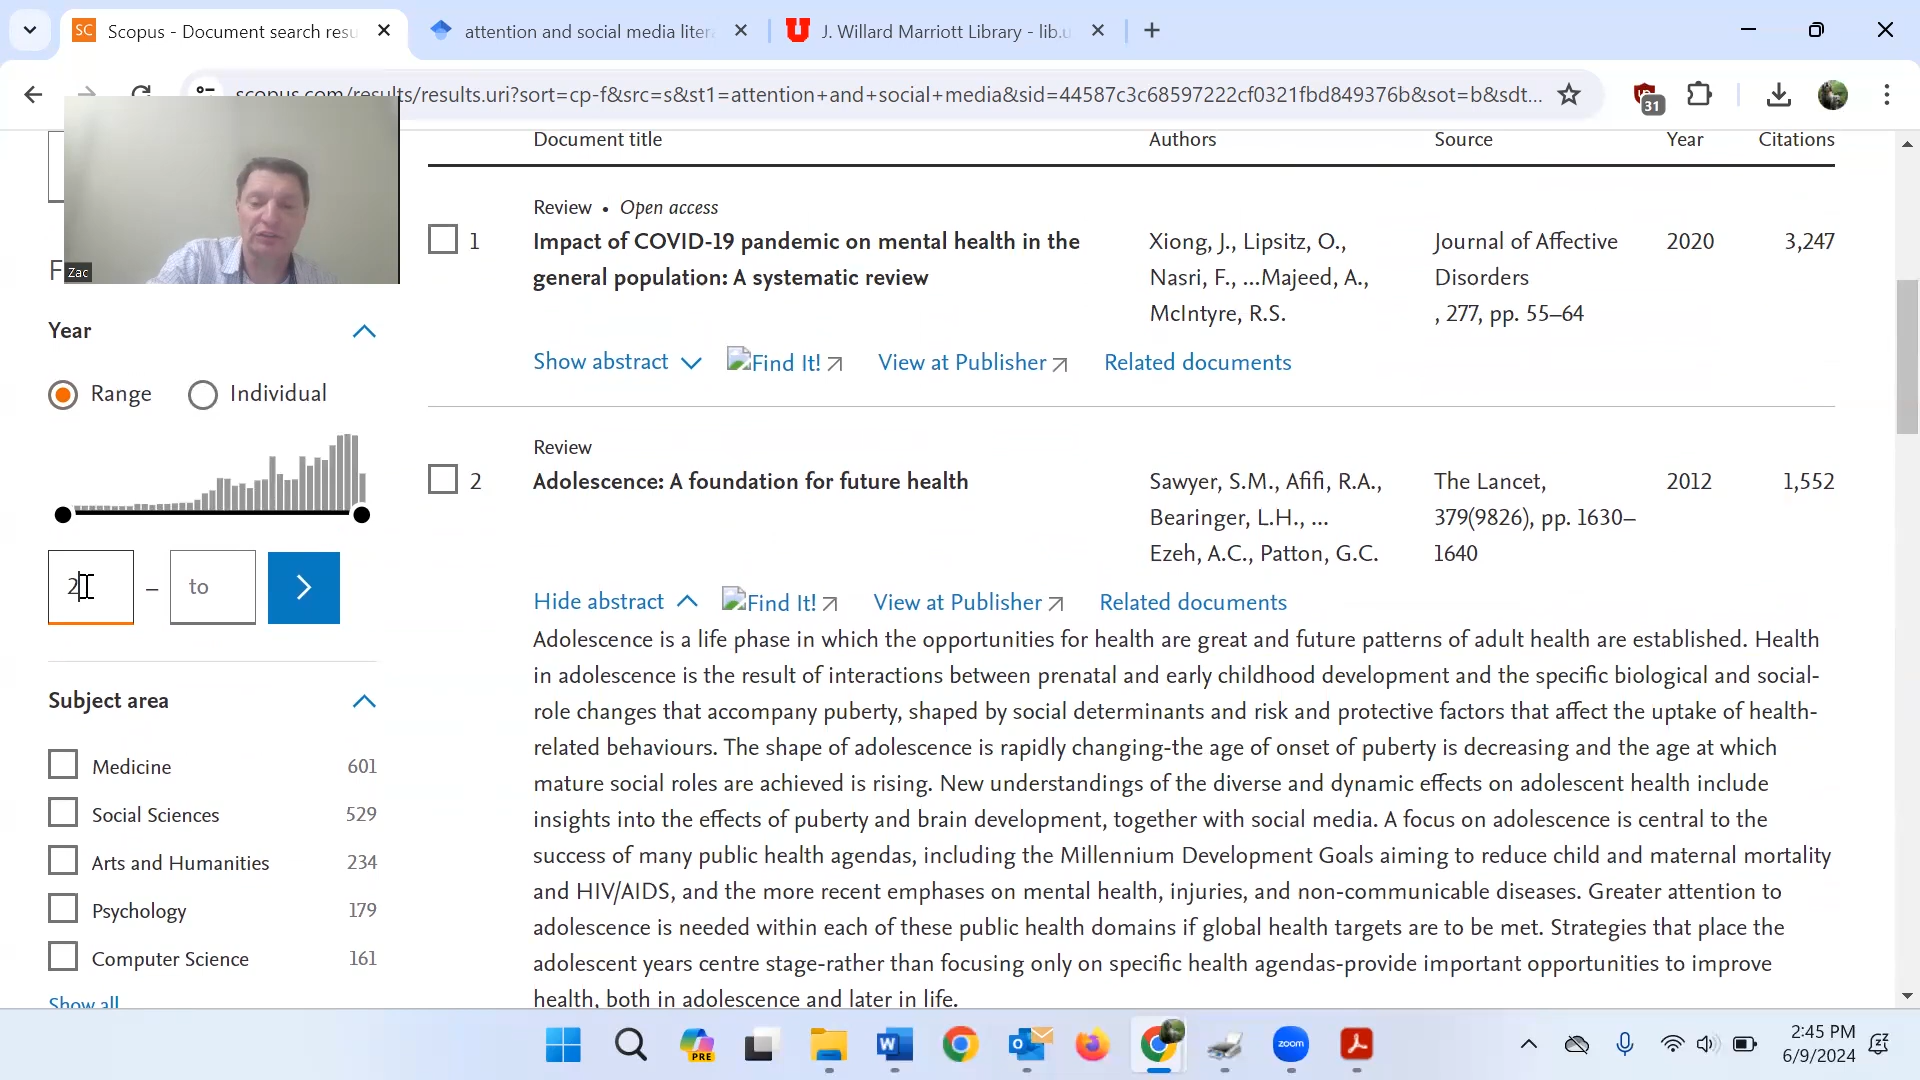 SC
Scopus - Document search resu
attention and social media litera
J. Willard Marriott Library - lib.u
scopus.com/results/results.uri?sort=cp-f&src=s&st1=attention+and+social+media&sid=44587c3c68597222cf0321fbd849376b&sot=b&sdt...
31
Zac
Document title
Authors
Source
Year
Citations
Year
Range
Individual
2
–
to
Subject area
Medicine 601
Social Sciences 529
Arts and Humanities 234
Psychology 179
Computer Science 161
Show all
Review • Open access
1
Impact of COVID-19 pandemic on mental health in the
general population: A systematic review
Xiong, J., Lipsitz, O.,
Nasri, F., ...Majeed, A.,
McIntyre, R.S.
Journal of Affective
Disorders
, 277, pp. 55–64
2020
3,247
Show abstract
Find It!
View at Publisher
Related documents
Review
2
Adolescence: A foundation for future health
Sawyer, S.M., Afifi, R.A.,
Bearinger, L.H., ...
Ezeh, A.C., Patton, G.C.
The Lancet,
379(9826), pp. 1630–
1640
2012
1,552
Hide abstract
Find It!
View at Publisher
Related documents
Adolescence is a life phase in which the opportunities for health are great and future patterns of adult health are established. Health
in adolescence is the result of interactions between prenatal and early childhood development and the specific biological and social-
role changes that accompany puberty, shaped by social determinants and risk and protective factors that affect the uptake of health-
related behaviours. The shape of adolescence is rapidly changing-the age of onset of puberty is decreasing and the age at which
mature social roles are achieved is rising. New understandings of the diverse and dynamic effects on adolescent health include
insights into the effects of puberty and brain development, together with social media. A focus on adolescence is central to the
success of many public health agendas, including the Millennium Development Goals aiming to reduce child and maternal mortality
and HIV/AIDS, and the more recent emphases on mental health, injuries, and non-communicable diseases. Greater attention to
adolescence is needed within each of these public health domains if global health targets are to be met. Strategies that place the
adolescent years centre stage-rather than focusing only on specific health agendas-provide important opportunities to improve
health, both in adolescence and later in life.
PRE
W
zoom
2:45 PM
6/9/2024